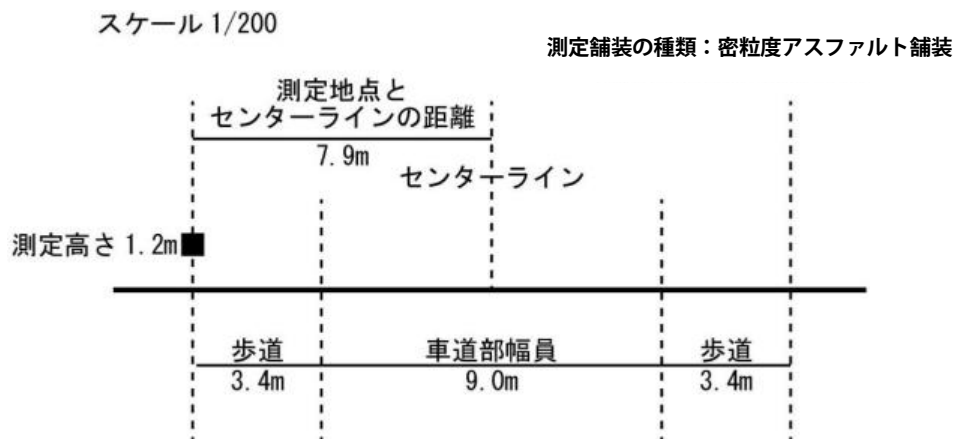 スケール 1/200
測定舗装の種類：密粒度アスファルト舗装
測定地点と
センターラインの距離
7.9m
センターライン
測定高さ 1.2m
歩道
3.4m
車道部幅員
9.0m
歩道
3.4m